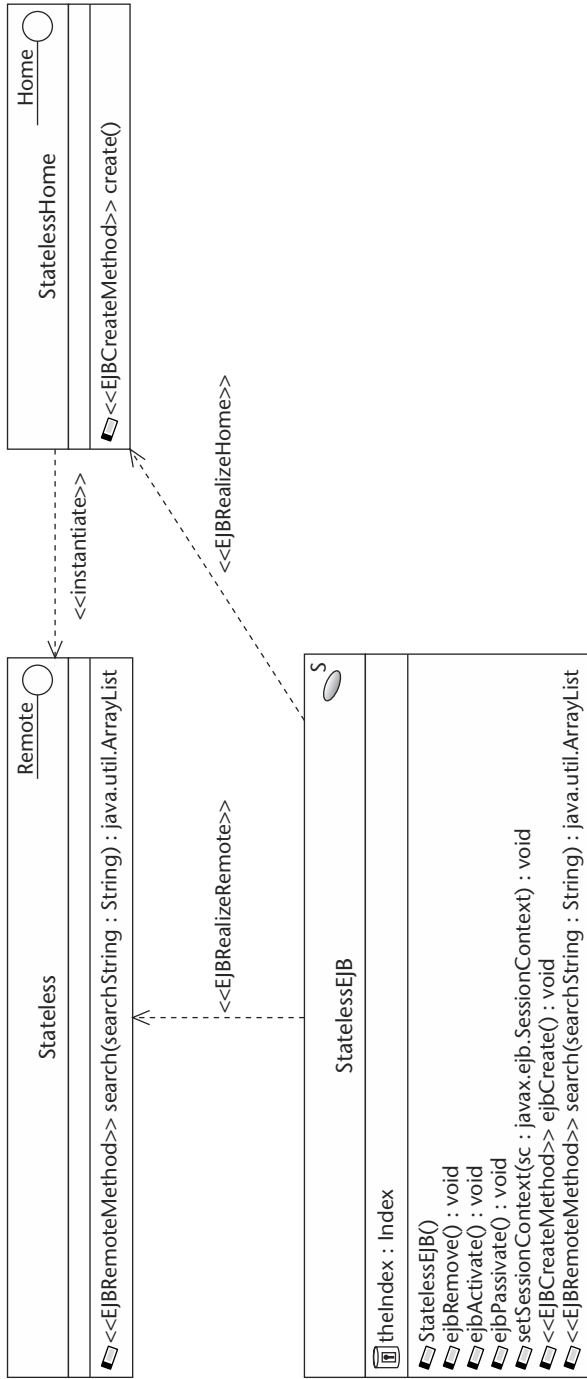 Remote
Stateless
<<EJBRemoteMethod>> search(searchString : String) : java.util.ArrayList
Home
StatelessHome
<<EJBCreateMethod>> create()
<<instantiate>>
<<EJBRealizeRemote>>
<<EJBRealizeHome>>
S
StatelessEJB
theIndex : Index
StatelessEJB()
ejbRemove() : void
ejbActivate() : void
ejbPassivate() : void
setSessionContext(sc : javax.ejb.SessionContext) : void
<<EJBCreateMethod>> ejbCreate() : void
<<EJBRemoteMethod>> search(searchString : String) : java.util.ArrayList